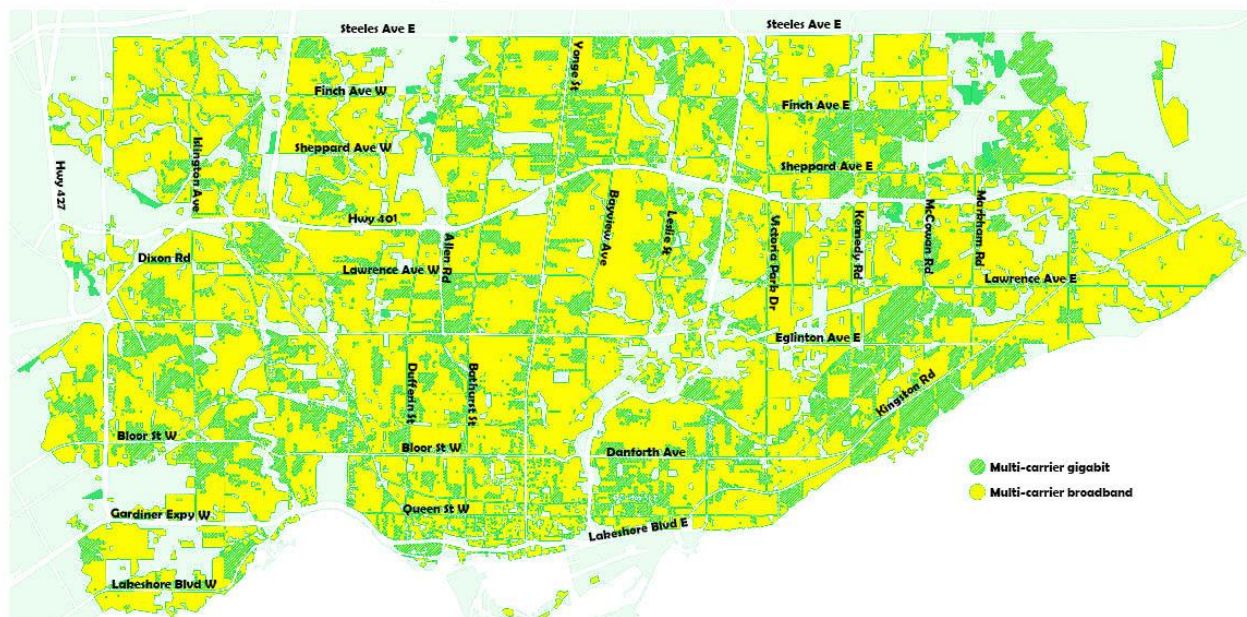 Steeles Ave E
Steeles Ave E
Yonge St
Finch Ave W
Finch Ave E
Islington Ave
Sheppard Ave W
Sheppard Ave E
Hwy 427
Hwy 401
Allen Rd
Bayview Ave
Leslie St
Victoria Park Dr
Kennedy Rd
McCowan Rd
Markham Rd
Dixon Rd
Lawrence Ave W
Lawrence Ave E
Eglinton Ave E
Dufferin St
Bathurst St
Kingston Rd
Bloor St W
Bloor St W
Danforth Ave
Multi-carrier gigabit
Multi-carrier broadband
Gardiner Expy W
Queen St W
Lakeshore Blvd E
Lakeshore Blvd W